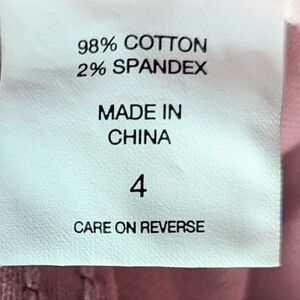 98% COTTON
2% SPANDEX
MADE IN
CHINA
4
CARE ON REVERSE